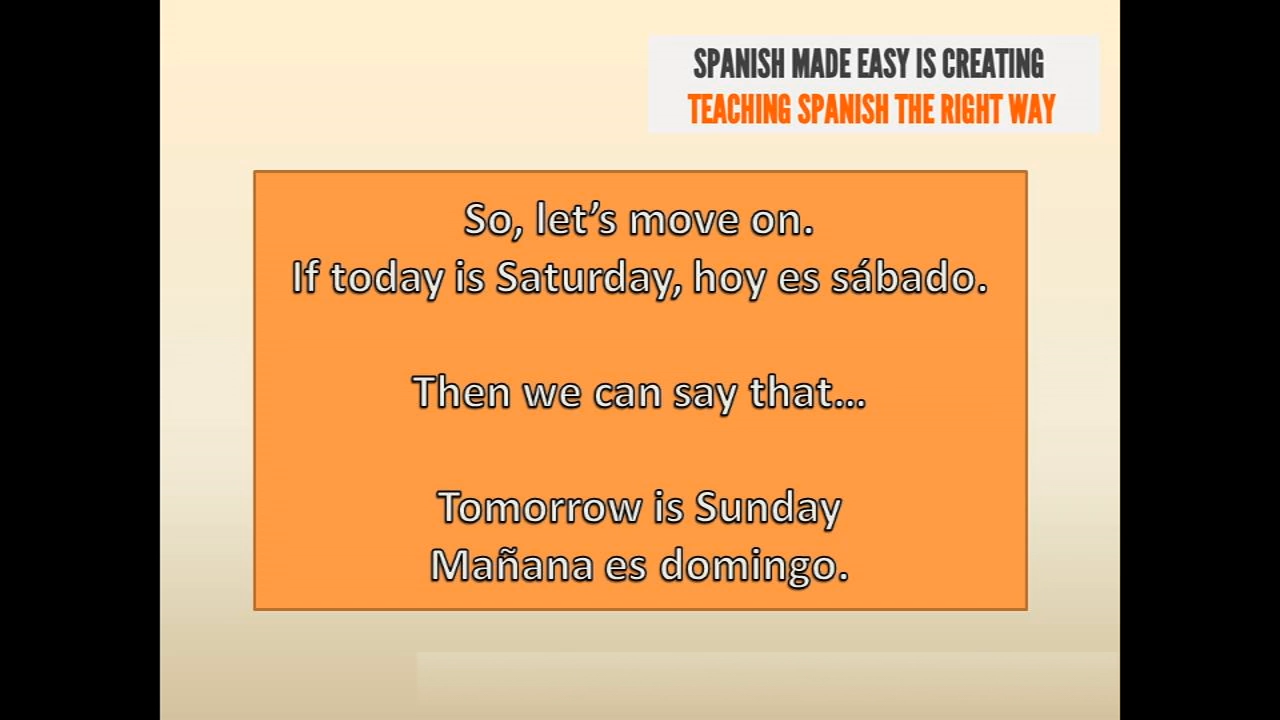 SPANISH MADE EASY IS CREATING
TEACHING SPANISH THE RIGHT WAY
So, let’s move on.
If today is Saturday, hoy es sábado.
Then we can say that…
Tomorrow is Sunday
Mañana es domingo.